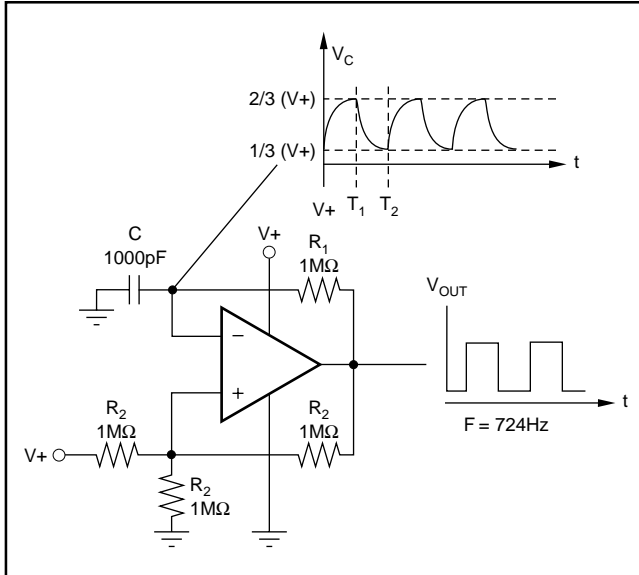 V_C
2/3 (V+)
1/3 (V+)
t
V+ T_1 T_2
C
1000pF
V+
R_1
1MΩ
V_OUT
−
+
R_2
1MΩ
R_2
1MΩ
V+
R_2
1MΩ
t
F = 724Hz